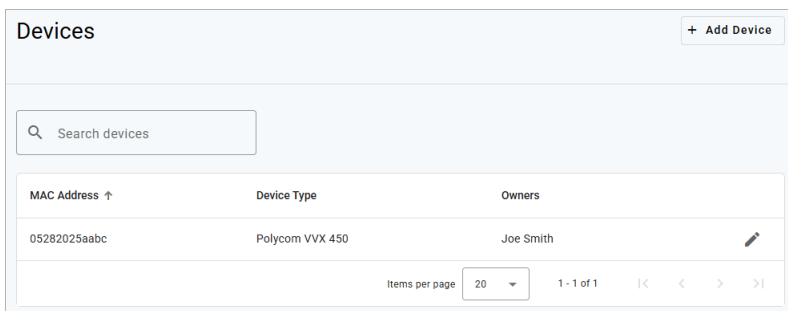 Devices
+ Add Device
Search devices
MAC Address ↑ Device Type Owners
05282025aabc Polycom VVX 450 Joe Smith
Items per page 20 1 - 1 of 1